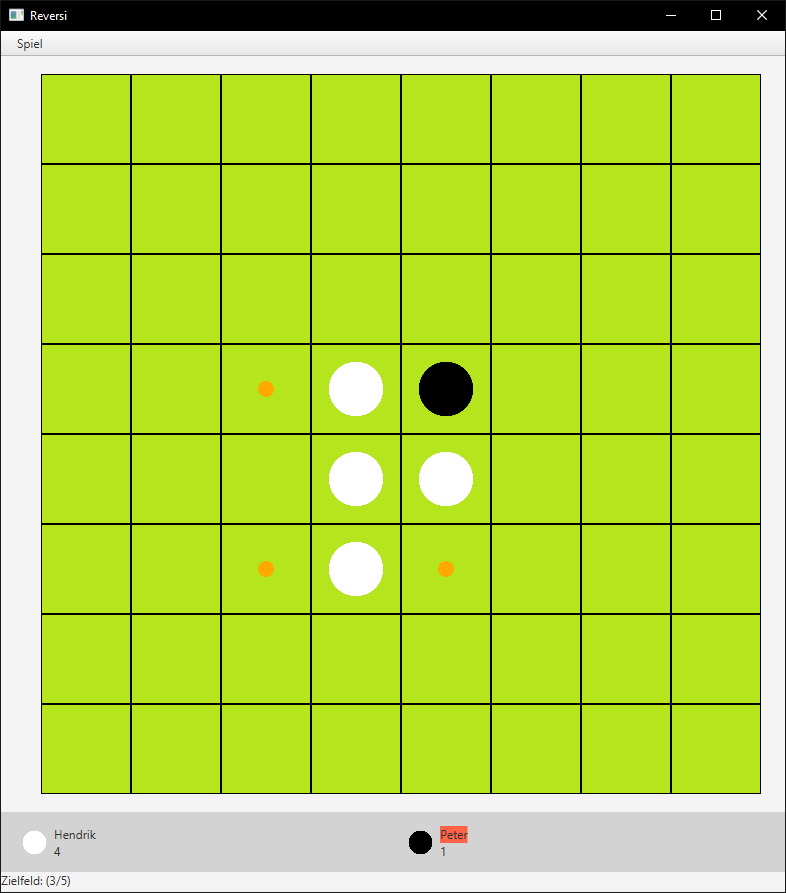 Reversi
Spiel
Hendrik
4
Peter
1
Zielfeld: (3/5)